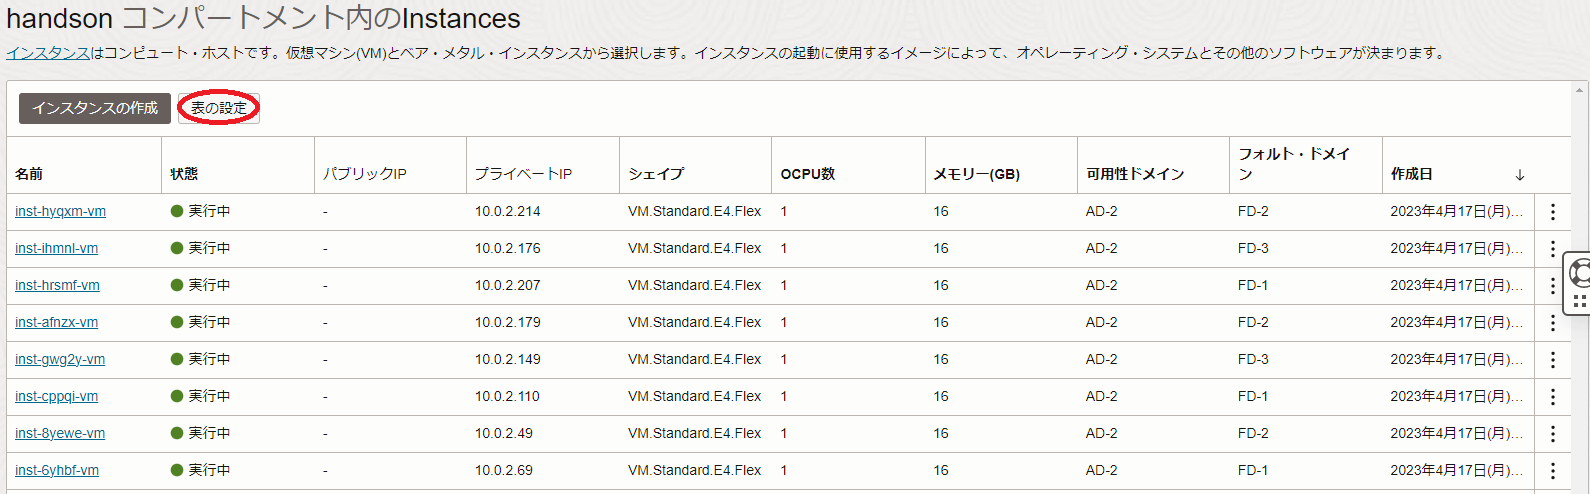 handson コンパートメント内のInstances
インスタンスはコンピュート・ホストです。仮想マシン(VM)とベア・メタル・インスタンスから選択します。インスタンスの起動に使用するイメージによって、オペレーティング・システムとその他のソフトウェアが決まります。
インスタンスの作成 表の設定
名前 状態 パブリックIP プライベートIP シェイプ OCPU数 メモリー(GB) 可用性ドメイン フォルト・ドメイン 作成日 ↓
inst-hyqxm-vm 実行中 - 10.0.2.214 VM.Standard.E4.Flex 1 16 AD-2 FD-2 2023年4月17日(月)...
inst-ihmnl-vm 実行中 - 10.0.2.176 VM.Standard.E4.Flex 1 16 AD-2 FD-3 2023年4月17日(月)...
inst-hrsmf-vm 実行中 - 10.0.2.207 VM.Standard.E4.Flex 1 16 AD-2 FD-1 2023年4月17日(月)...
inst-afnzx-vm 実行中 - 10.0.2.179 VM.Standard.E4.Flex 1 16 AD-2 FD-2 2023年4月17日(月)...
inst-gwg2y-vm 実行中 - 10.0.2.149 VM.Standard.E4.Flex 1 16 AD-2 FD-3 2023年4月17日(月)...
inst-cppqi-vm 実行中 - 10.0.2.110 VM.Standard.E4.Flex 1 16 AD-2 FD-1 2023年4月17日(月)...
inst-8yewe-vm 実行中 - 10.0.2.49 VM.Standard.E4.Flex 1 16 AD-2 FD-2 2023年4月17日(月)...
inst-6yhbf-vm 実行中 - 10.0.2.69 VM.Standard.E4.Flex 1 16 AD-2 FD-1 2023年4月17日(月)...